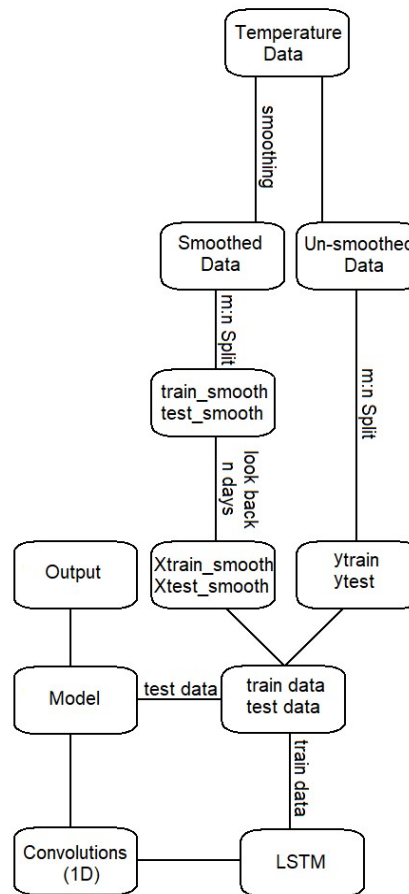 Temperature
Data
smoothing
Smoothed
Data
Un-smoothed
Data
m:n Split
m:n Split
train_smooth
test_smooth
look back
n days
Output
Xtrain_smooth
Xtest_smooth
ytrain
ytest
Model
test data
train data
test data
train data
Convolutions
(1D)
LSTM